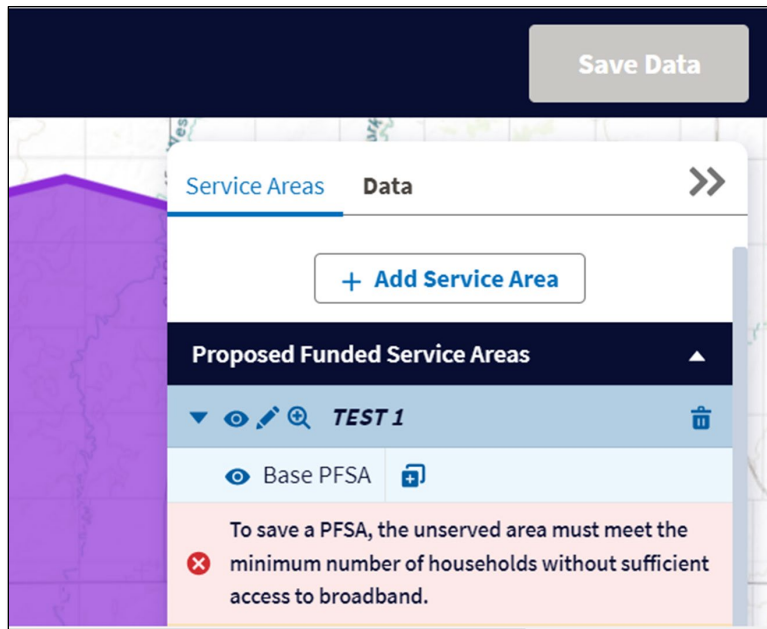 Save Data
Service Areas Data
+ Add Service Area
Proposed Funded Service Areas
TEST 1
Base PFSA
To save a PFSA, the unserved area must meet the
minimum number of households without sufficient
access to broadband.